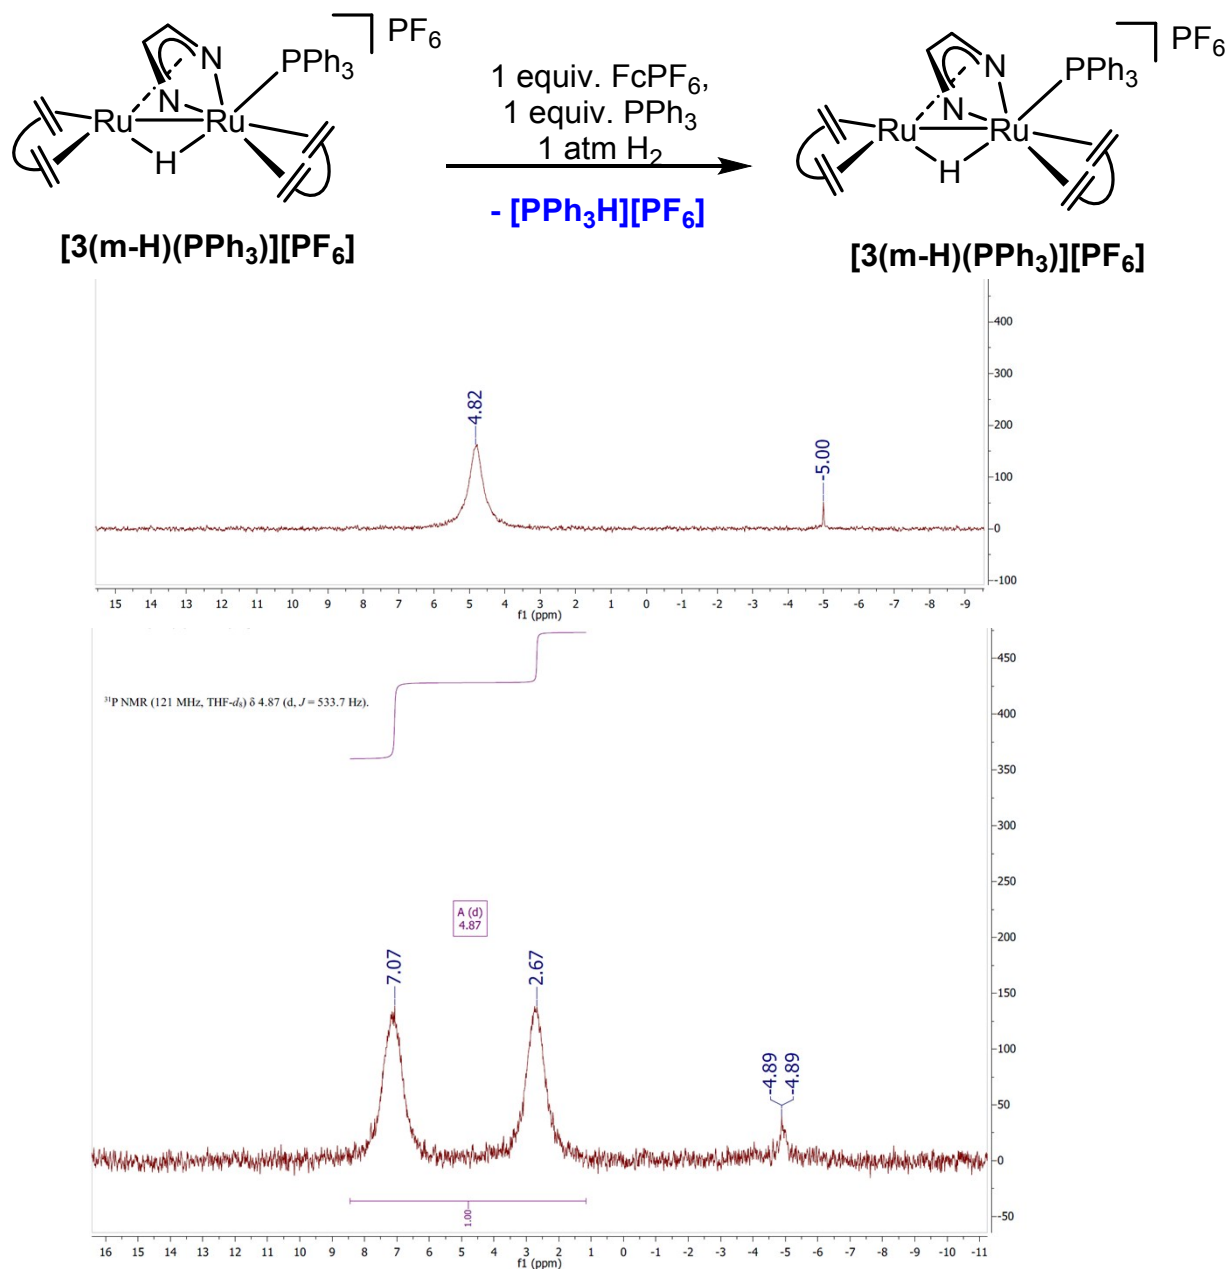 PF6
N
PPh3
N
Ru
Ru
H
[3(m-H)(PPh3)][PF6]
1 equiv. FcPF6,
1 equiv. PPh3
1 atm H2
- [PPh3H][PF6]
PF6
N
PPh3
N
Ru
Ru
H
[3(m-H)(PPh3)][PF6]
4.82
-5.00
400
300
200
100
0
-100
15 14 13 12 11 10 9 8 7 6 5 4 3 2 1 0 -1 -2 -3 -4 -5 -6 -7 -8 -9
f1 (ppm)
31P NMR (121 MHz, THF-d8) δ 4.87 (d, J = 533.7 Hz).
A (d)
4.87
7.07
2.67
-4.89
-4.89
1.00
450
400
350
300
250
200
150
100
50
0
-50
16 15 14 13 12 11 10 9 8 7 6 5 4 3 2 1 0 -1 -2 -3 -4 -5 -6 -7 -8 -9 -10 -11
f1 (ppm)